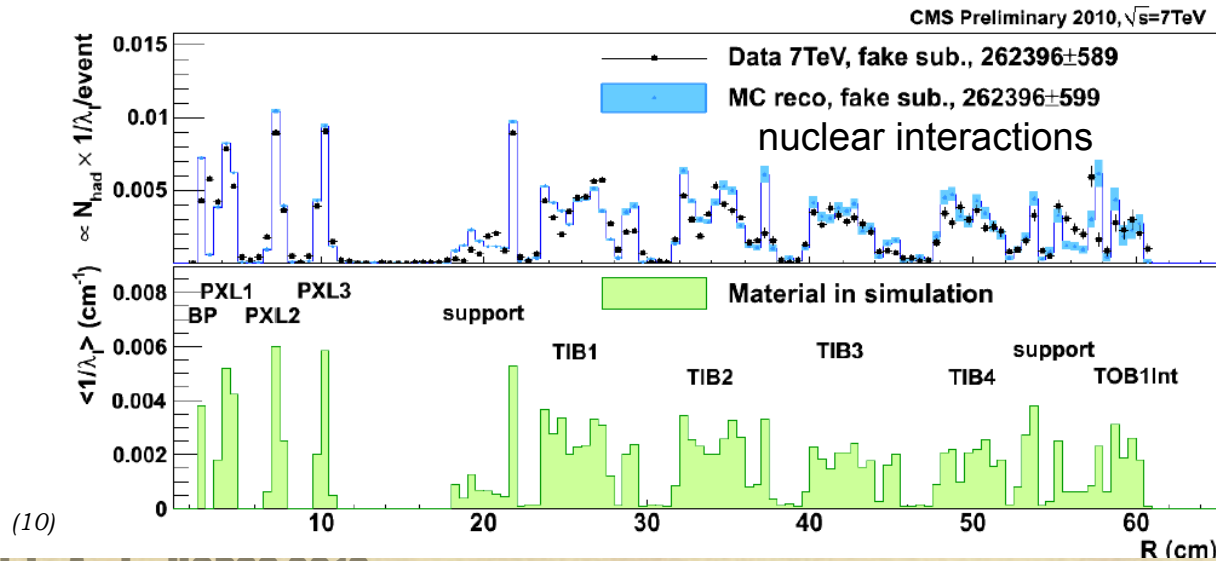 CMS Preliminary 2010, √s=7TeV
∝ N_had × 1/λ_I/event
0.015
0.01
0.005
Data 7TeV, fake sub., 262396±589
MC reco, fake sub., 262396±599
nuclear interactions
<1/λ_I> (cm⁻¹)
0.008
0.006
0.004
0.002
0
Material in simulation
PXL1
PXL3
BP
PXL2
support
TIB1
TIB2
TIB3
TIB4
support
TOB1Int
10
20
30
40
50
60
R (cm)
(10)